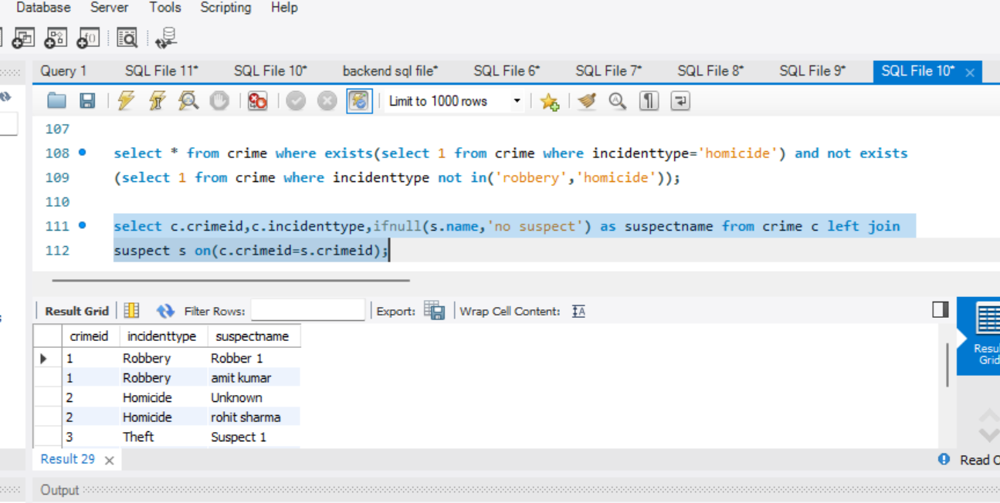 Database Server Tools Scripting Help
Query 1 SQL File 11* SQL File 10* backend sql file* SQL File 6* SQL File 7* SQL File 8* SQL File 9* SQL File 10*
Limit to 1000 rows
107
108 select * from crime where exists(select 1 from crime where incidenttype='homicide') and not exists
109 (select 1 from crime where incidenttype not in('robbery','homicide'));
110
111 select c.crimeid,c.incidenttype,ifnull(s.name,'no suspect') as suspectname from crime c left join
112 suspect s on(c.crimeid=s.crimeid);
Result Grid Filter Rows: Export: Wrap Cell Content:
crimeid incidenttype suspectname
1 Robbery Robber 1
1 Robbery amit kumar
2 Homicide Unknown
2 Homicide rohit sharma
3 Theft Suspect 1
Resul
Grid
Result 29 Read O
Output